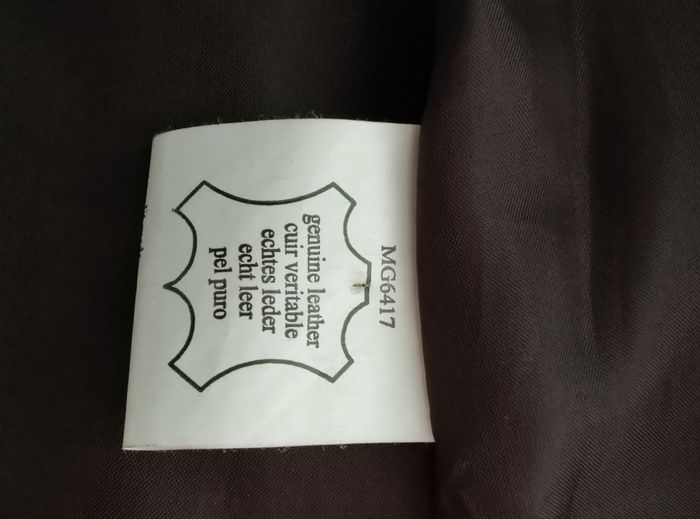 MG6417
genuine leather
cuir veritable
echtes leder
echt leer
pel puro